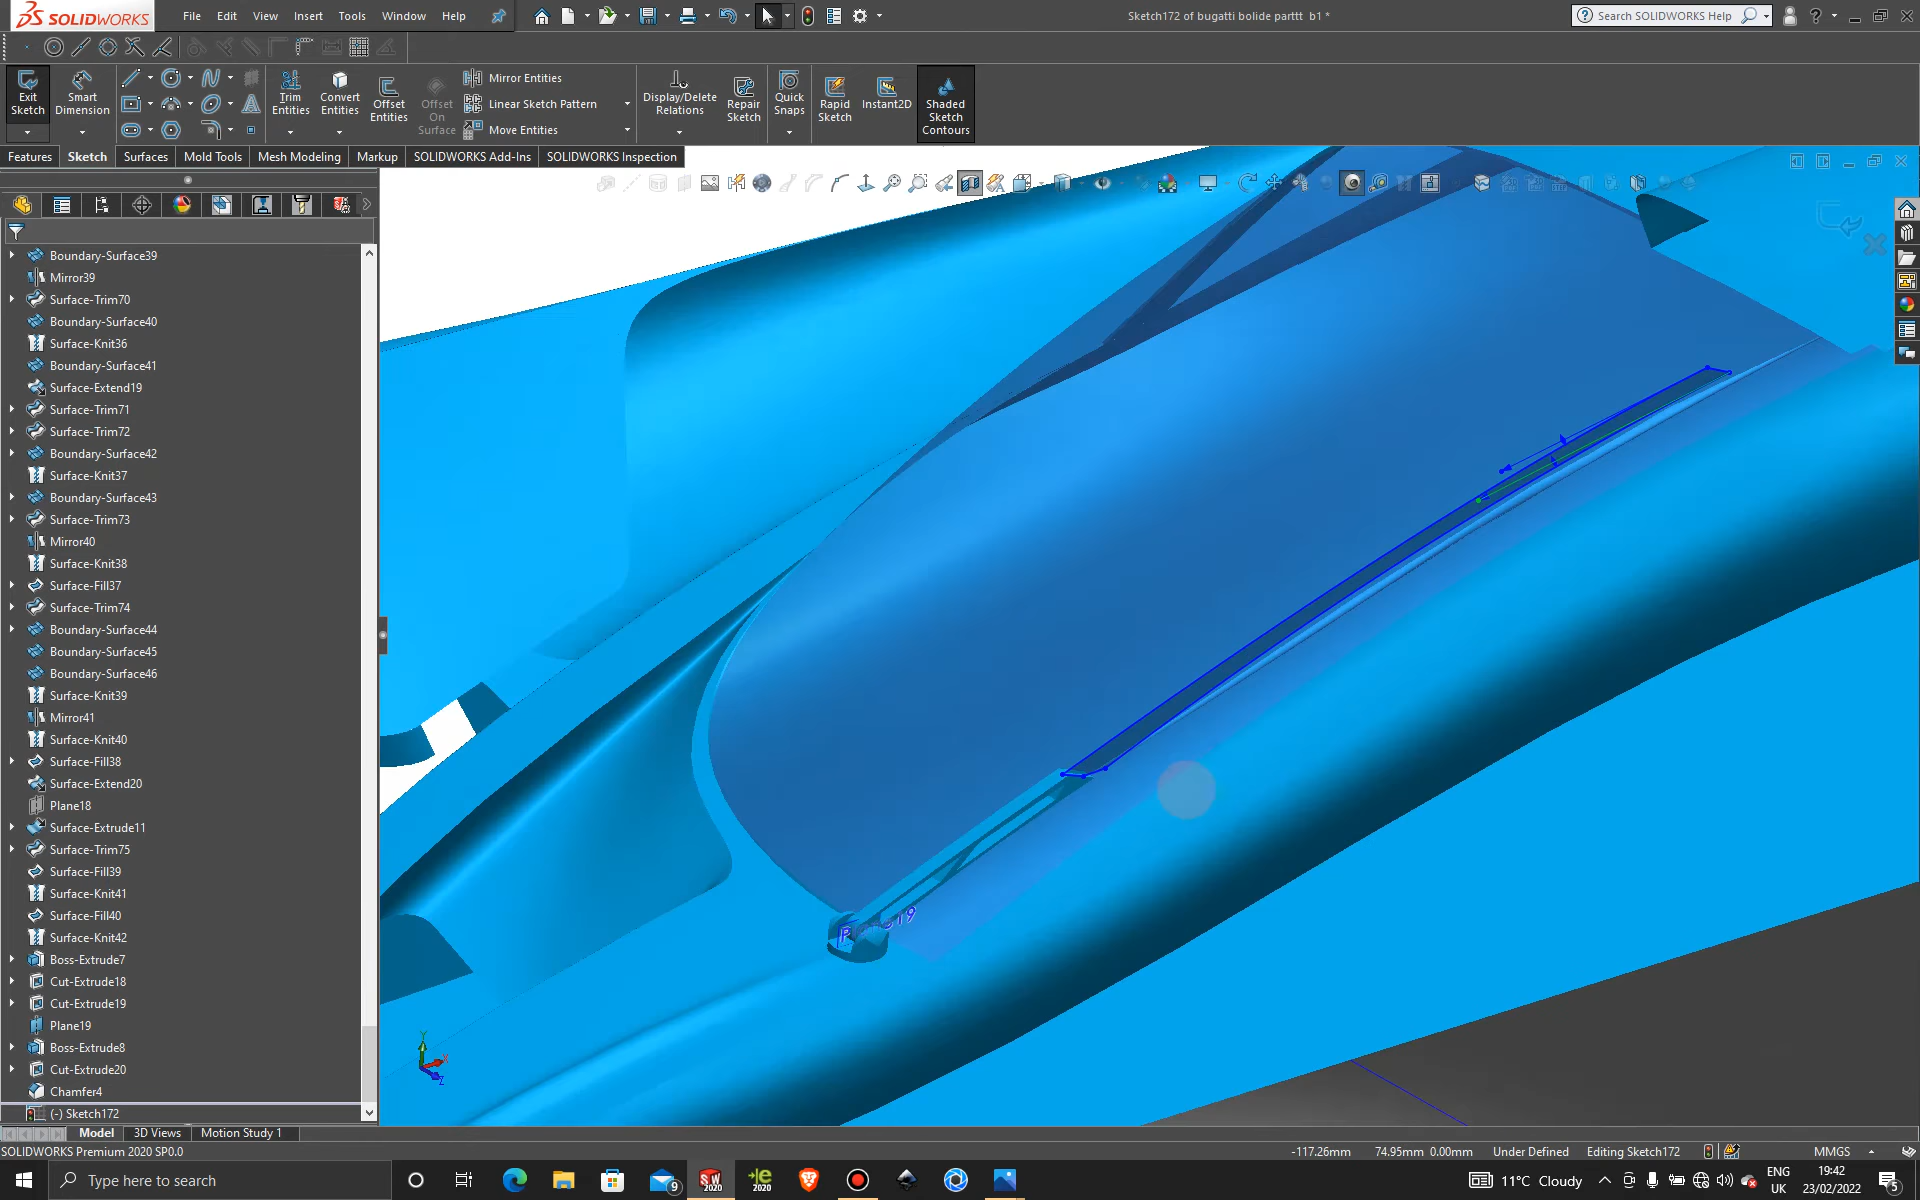 SOLIDWORKS
File Edit View Insert Tools Window Help
Sketch172 of bugatti bolide parttt b1 *
Search SOLIDWORKS Help
Exit Sketch
Smart Dimension
Trim Entities
Convert Entities
Offset Entities
Offset On Surface
Mirror Entities
Linear Sketch Pattern
Move Entities
Display/Delete Relations
Repair Sketch
Quick Snaps
Rapid Sketch
Instant2D
Shaded Sketch Contours
Features Sketch Surfaces Mold Tools Mesh Modeling Markup SOLIDWORKS Add-Ins SOLIDWORKS Inspection
Boundary-Surface39
Mirror39
Surface-Trim70
Boundary-Surface40
Surface-Knit36
Boundary-Surface41
Surface-Extend19
Surface-Trim71
Surface-Trim72
Boundary-Surface42
Surface-Knit37
Boundary-Surface43
Surface-Trim73
Mirror40
Surface-Knit38
Surface-Fill37
Surface-Trim74
Boundary-Surface44
Boundary-Surface45
Boundary-Surface46
Surface-Knit39
Mirror41
Surface-Knit40
Surface-Fill38
Surface-Extend20
Plane18
Surface-Extrude11
Surface-Trim75
Surface-Fill39
Surface-Knit41
Surface-Fill40
Surface-Knit42
Boss-Extrude7
Cut-Extrude18
Cut-Extrude19
Plane19
Boss-Extrude8
Cut-Extrude20
Chamfer4
(-) Sketch172
Y
X
Z
Model 3D Views Motion Study 1
SOLIDWORKS Premium 2020 SP0.0
-117.26mm 74.95mm 0.00mm Under Defined Editing Sketch172 MMGS
Type here to search
9
SW 2020
e 2020
11°C Cloudy
ENG UK
19:42
23/02/2022
5